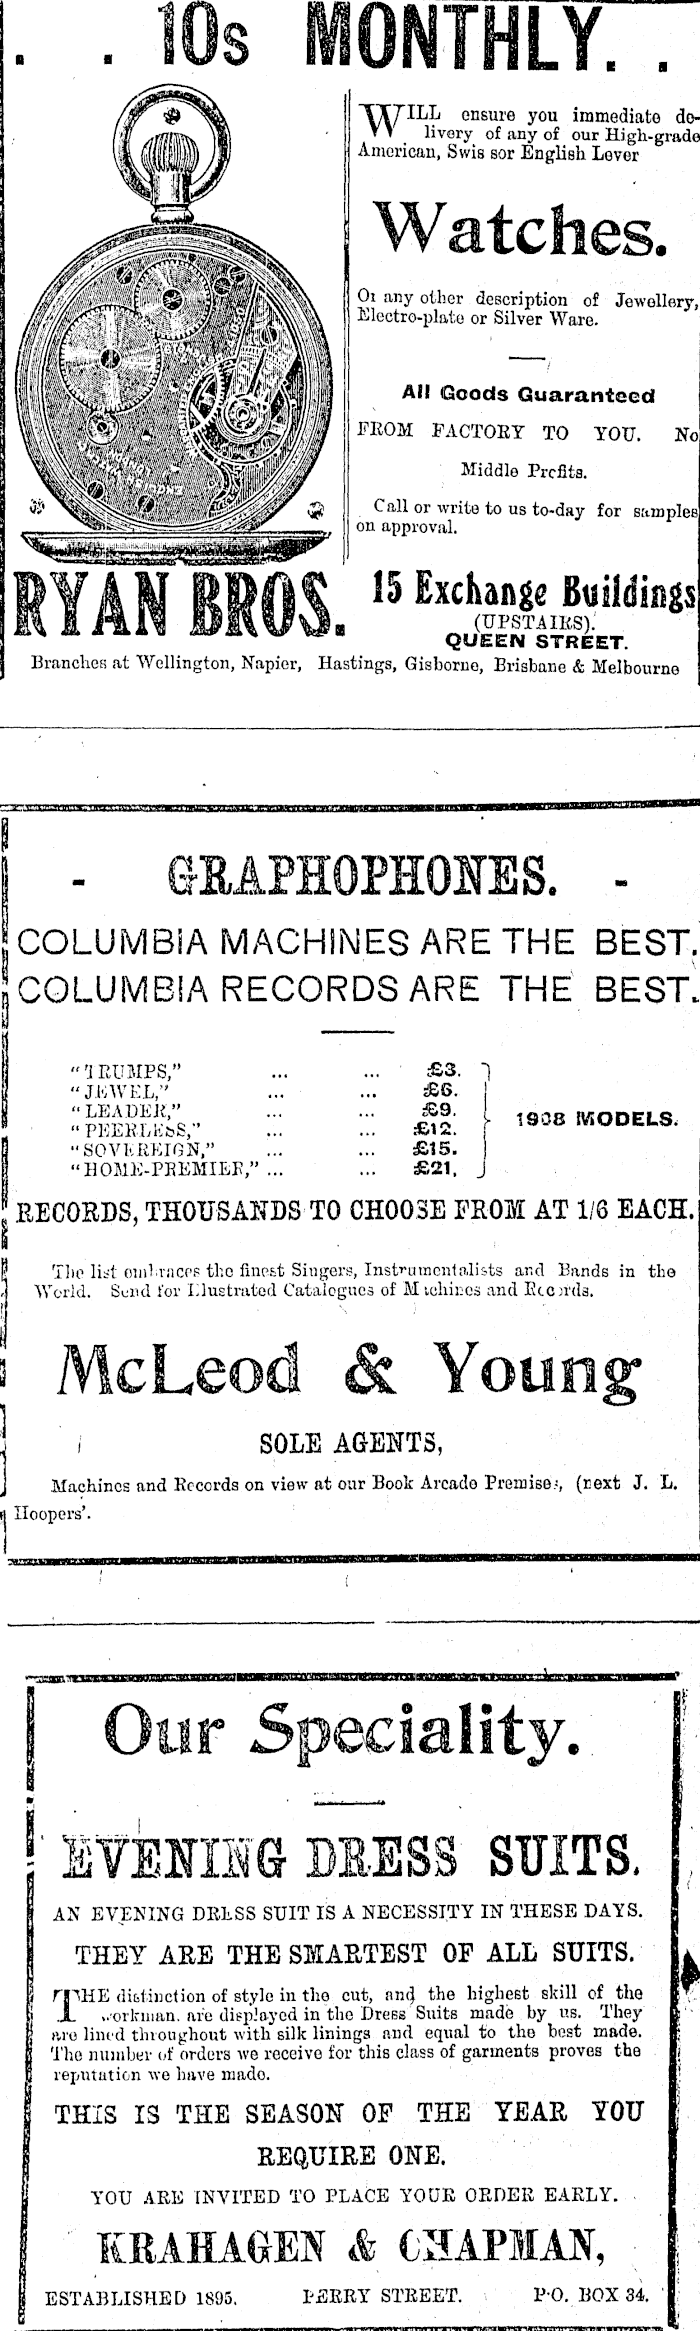 . . 10s MONTHLY. .
WILL ensure you immediate de-
livery of any of our High-grade
American, Swis sor English Lever
Watches.
Or any other description of Jewellery,
Electro-plate or Silver Ware.
All Goods Guaranteed
FROM FACTORY TO YOU. No
Middle Profits.
Call or write to us to-day for samples
on approval.
RYAN BROS.
15 Exchange Buildings
(UPSTAIRS).
QUEEN STREET.
Branches at Wellington, Napier, Hastings, Gisborne, Brisbane & Melbourne
- GRAPHOPHONES. -
COLUMBIA MACHINES ARE THE BEST.
COLUMBIA RECORDS ARE THE BEST.
"TRUMPS," ... ... £3.
"JEWEL," ... ... £6.
"LEADER," ... ... £9.
"PEERLESS," ... ... £12.
"SOVEREIGN," ... ... £15.
"HOME-PREMIER," ... ... £21,
1908 MODELS.
RECORDS, THOUSANDS TO CHOOSE FROM AT 1/6 EACH.
The list embraces the finest Singers, Instrumentalists and Bands in the
World. Send for Illustrated Catalogues of Machines and Records.
McLeod & Young
SOLE AGENTS,
Machines and Records on view at our Book Arcade Premises, (next J. L.
Hoopers'.
Our Speciality.
EVENING DRESS SUITS.
AN EVENING DRESS SUIT IS A NECESSITY IN THESE DAYS.
THEY ARE THE SMARTEST OF ALL SUITS.
THE distinction of style in the cut, and the highest skill of the
workman, are displayed in the Dress Suits made by us. They
are lined throughout with silk linings and equal to the best made.
The number of orders we receive for this class of garments proves the
reputation we have made.
THIS IS THE SEASON OF THE YEAR YOU
REQUIRE ONE.
YOU ARE INVITED TO PLACE YOUR ORDER EARLY.
KRAHAGEN & CHAPMAN,
ESTABLISHED 1895. PERRY STREET. P.O. BOX 34.